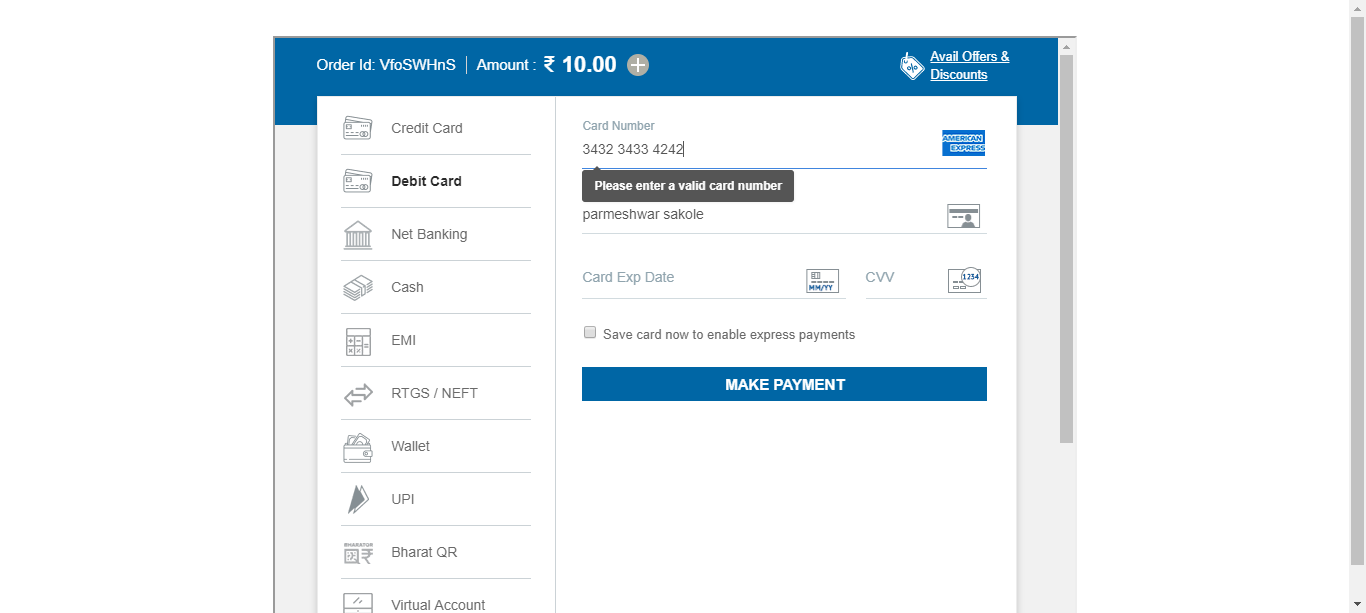 Order Id: VfoSWHnS | Amount : ₹ 10.00
Avail Offers &
Discounts
Credit Card
Debit Card
Net Banking
Cash
EMI
RTGS / NEFT
Wallet
UPI
BHARATQR
Bharat QR
Virtual Account
Card Number
3432 3433 4242
AMERICAN
EXPRESS
Please enter a valid card number
parmeshwar sakole
Card Exp Date
MM/YY
CVV
1234
Save card now to enable express payments
MAKE PAYMENT